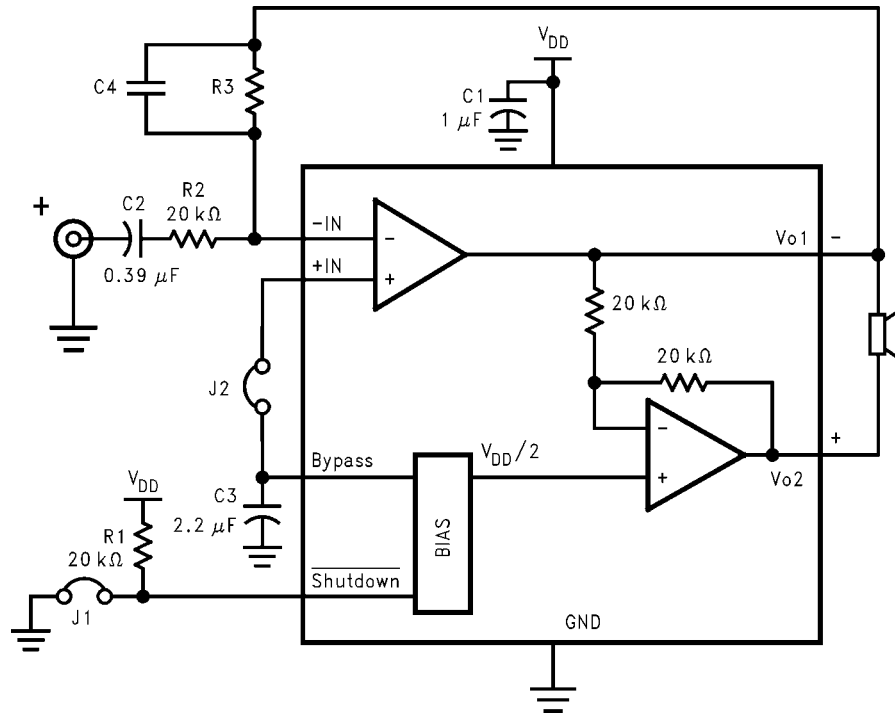 V_DD
C4
R3
C1
1 µF
+
C2
R2
20 kΩ
0.39 µF
-IN
+IN
-
+
Vo1
-
20 kΩ
20 kΩ
J2
Bypass
V_DD/2
-
+
+
Vo2
V_DD
C3
2.2 µF
BIAS
R1
20 kΩ
Shutdown
J1
GND